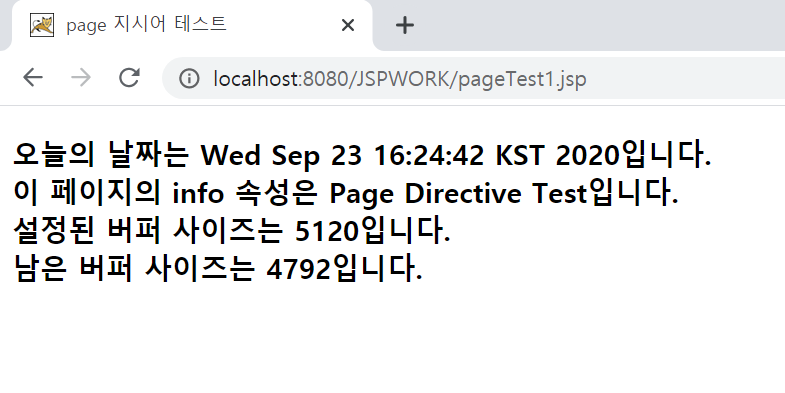 page 지시어 테스트
localhost:8080/JSPWORK/pageTest1.jsp
오늘의 날짜는 Wed Sep 23 16:24:42 KST 2020입니다.
이 페이지의 info 속성은 Page Directive Test입니다.
설정된 버퍼 사이즈는 5120입니다.
남은 버퍼 사이즈는 4792입니다.